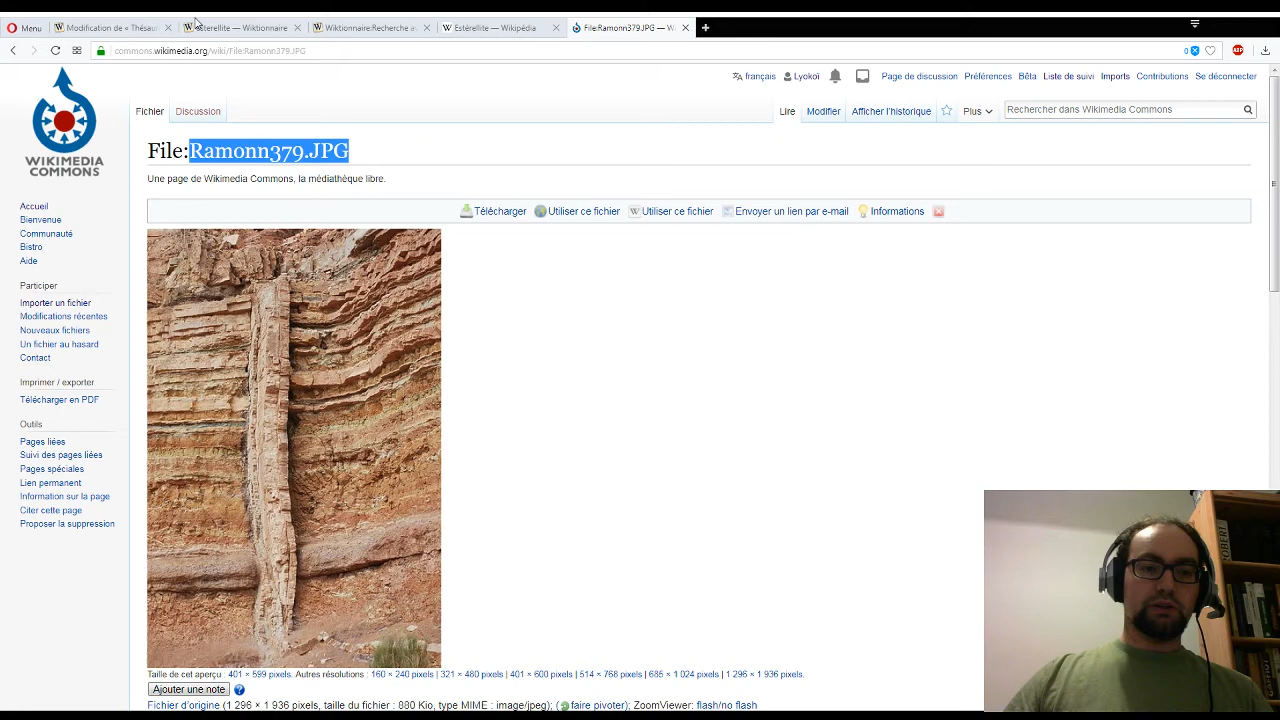 Menu
Modification de « Thésau
Estérellite — Wiktionnaire
Wiktionnaire:Recherche a
Estérellite — Wikipédia
File:Ramonn379.JPG — W
commons.wikimedia.org/wiki/File:Ramonn379.JPG
0
ABP
français
Lyokoï
Page de discussion
Préférences
Bêta
Liste de suivi
Imports
Contributions
Se déconnecter
Fichier
Discussion
Lire
Modifier
Afficher l'historique
Plus
Rechercher dans Wikimedia Commons
WIKIMEDIA
COMMONS
File:Ramonn379.JPG
Une page de Wikimedia Commons, la médiathèque libre.
Télécharger
Utiliser ce fichier
W Utiliser ce fichier
Envoyer un lien par e-mail
Informations
Accueil
Bienvenue
Communauté
Bistro
Aide
Participer
Importer un fichier
Modifications récentes
Nouveaux fichiers
Un fichier au hasard
Contact
Imprimer / exporter
Télécharger en PDF
Outils
Pages liées
Suivi des pages liées
Pages spéciales
Lien permanent
Information sur la page
Citer cette page
Proposer la suppression
Taille de cet aperçu : 401 × 599 pixels. Autres résolutions : 160 × 240 pixels | 321 × 480 pixels | 401 × 600 pixels | 514 × 768 pixels | 685 × 1 024 pixels | 1 296 × 1 936 pixels.
Ajouter une note ?
Fichier d'origine (1 296 × 1 936 pixels, taille du fichier : 880 Kio, type MIME : image/jpeg); ( faire pivoter); ZoomViewer: flash/no flash